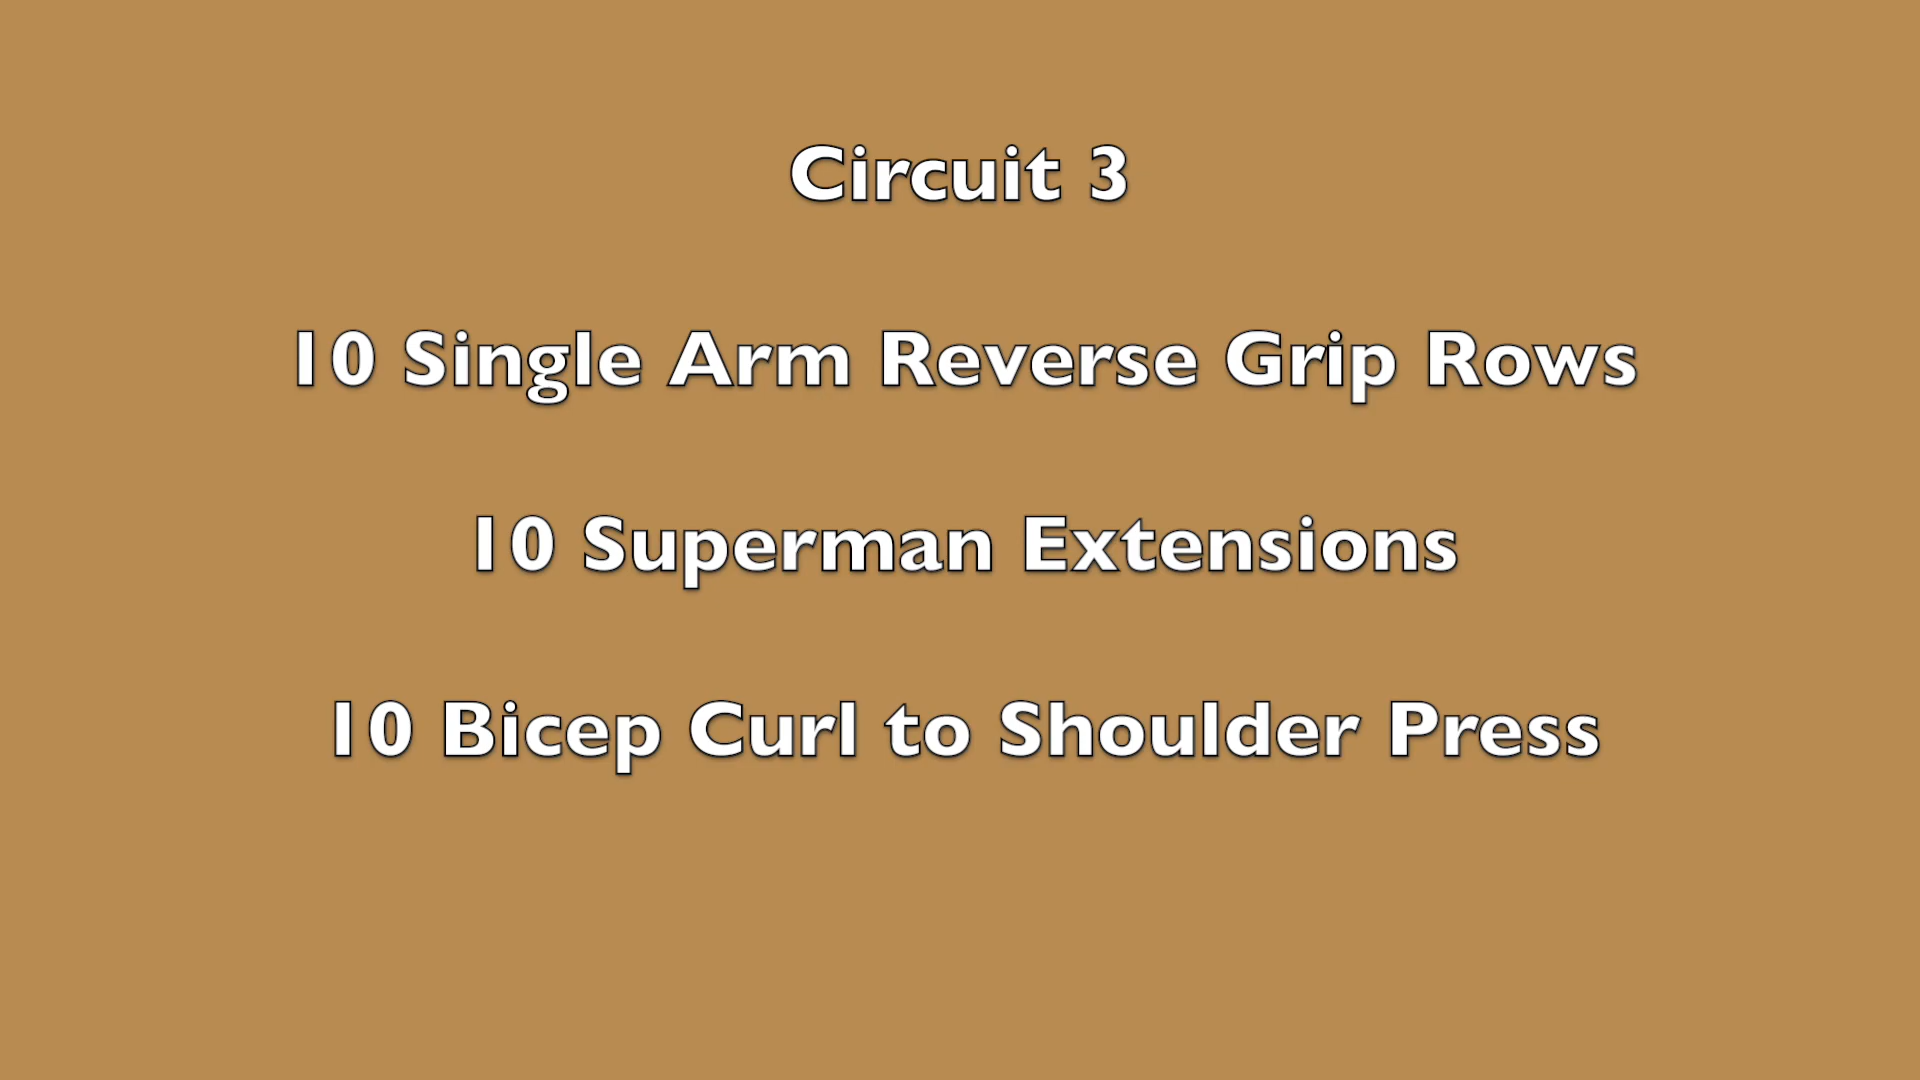 Circuit 3
10 Single Arm Reverse Grip Rows
10 Superman Extensions
10 Bicep Curl to Shoulder Press